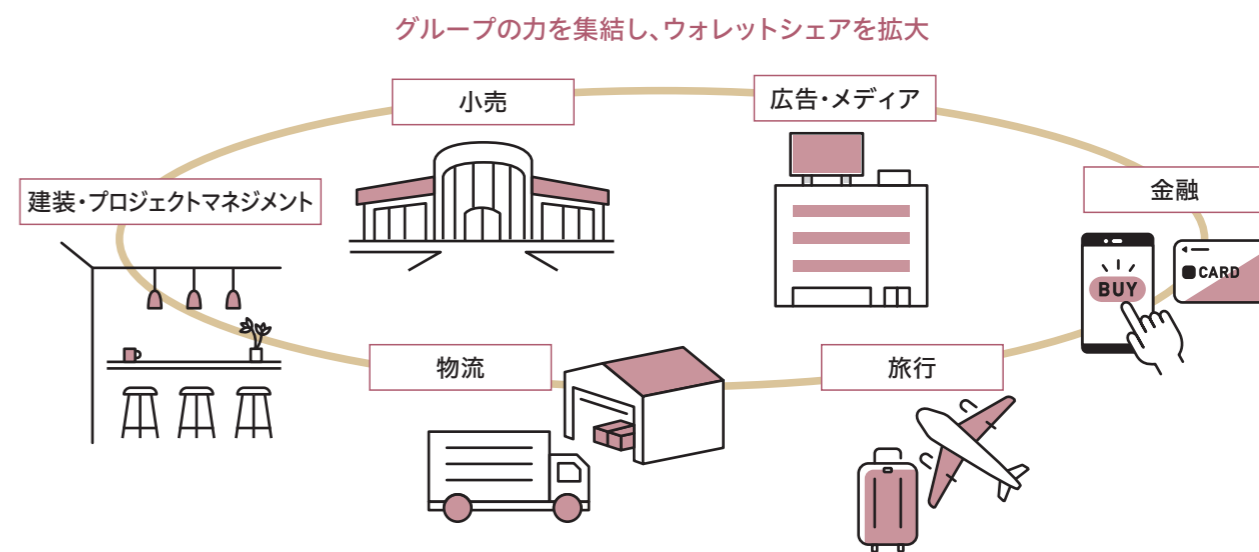 グループの力を集結し、ウォレットシェアを拡大
小売
広告・メディア
建装・プロジェクトマネジメント
金融
BUY
CARD
物流
旅行